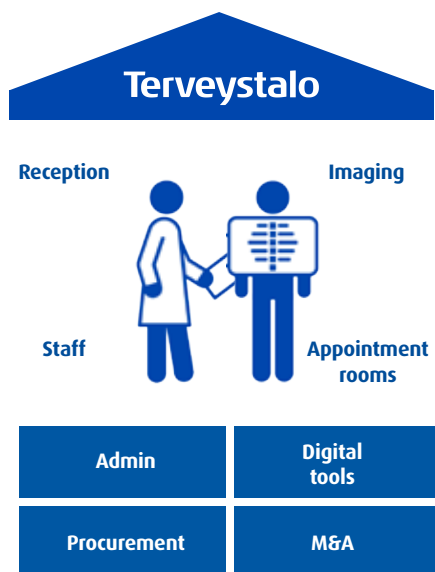 Terveystalo
Reception
Imaging
Staff
Appointment
rooms
Admin
Digital
tools
Procurement
M&A